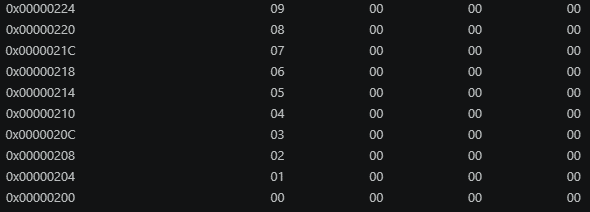 0x00000224 09 00 00 00
0x00000220 08 00 00 00
0x0000021C 07 00 00 00
0x00000218 06 00 00 00
0x00000214 05 00 00 00
0x00000210 04 00 00 00
0x0000020C 03 00 00 00
0x00000208 02 00 00 00
0x00000204 01 00 00 00
0x00000200 00 00 00 00